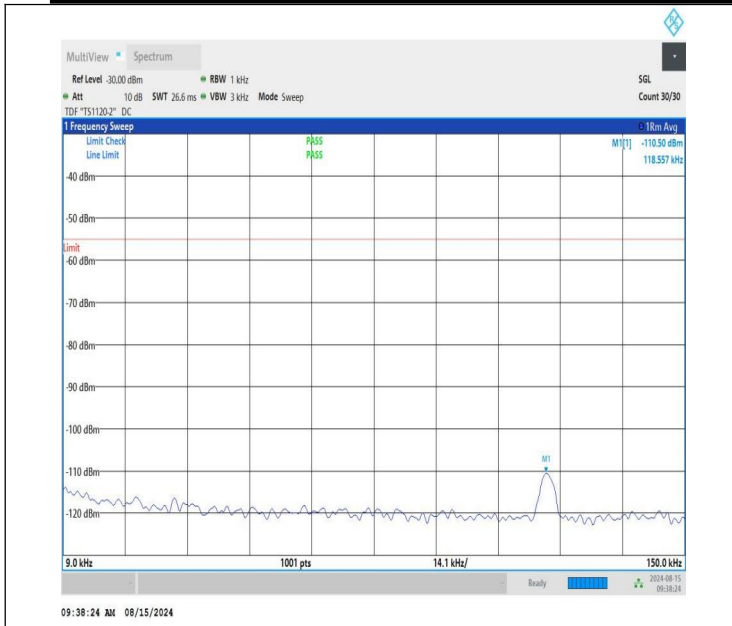 MultiView Spectrum
Ref Level -30.00 dBm RBW 1 kHz SGL
Att 10 dB SWT 26.6 ms VBW 3 kHz Mode Sweep Count 30/30
TDF "TS1120-2" DC
1 Frequency Sweep 1Rm Avg
Limit Check PASS M1[1] -110.50 dBm
Line Limit PASS 118.557 kHz
-40 dBm
-50 dBm
Limit
-60 dBm
-70 dBm
-80 dBm
-90 dBm
-100 dBm
M1
-110 dBm
-120 dBm
9.0 kHz 1001 pts 14.1 kHz/ 150.0 kHz
Ready 2024-08-15
09:38:24
09:38:24 AM 08/15/2024